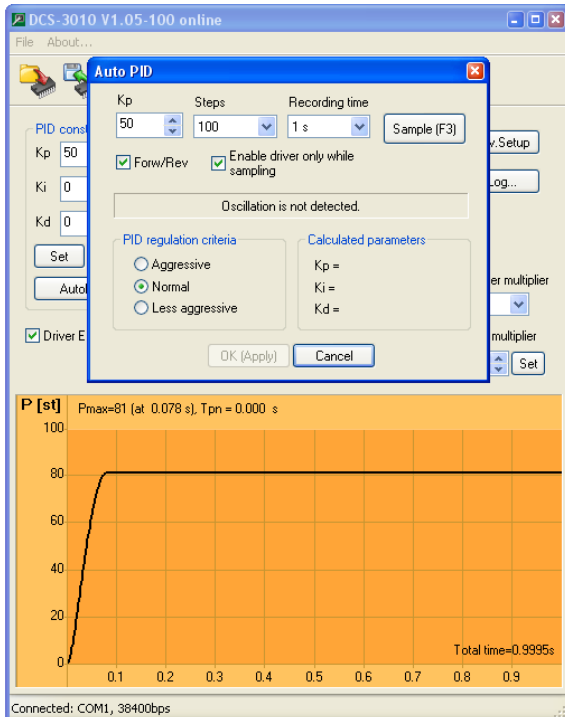 DCS-3010 V1.05-100 online
File About...
Auto PID
Kp Steps Recording time
50 100 1 s Sample (F3)
Forw/Rev
Enable driver only while
sampling
Oscillation is not detected.
PID regulation criteria
Aggressive
Normal
Less aggressive
Calculated parameters
Kp =
Ki =
Kd =
OK (Apply) Cancel
PID const
Kp 50
Ki 0
Kd 0
Set
Driver E
v.Setup
Log...
er multiplier
multiplier
Set
P [st] Pmax=81 (at 0.078 s), Tpn = 0.000 s
100
80
60
40
20
0
Total time=0.9995s
0.1 0.2 0.3 0.4 0.5 0.6 0.7 0.8 0.9
Connected: COM1, 38400bps